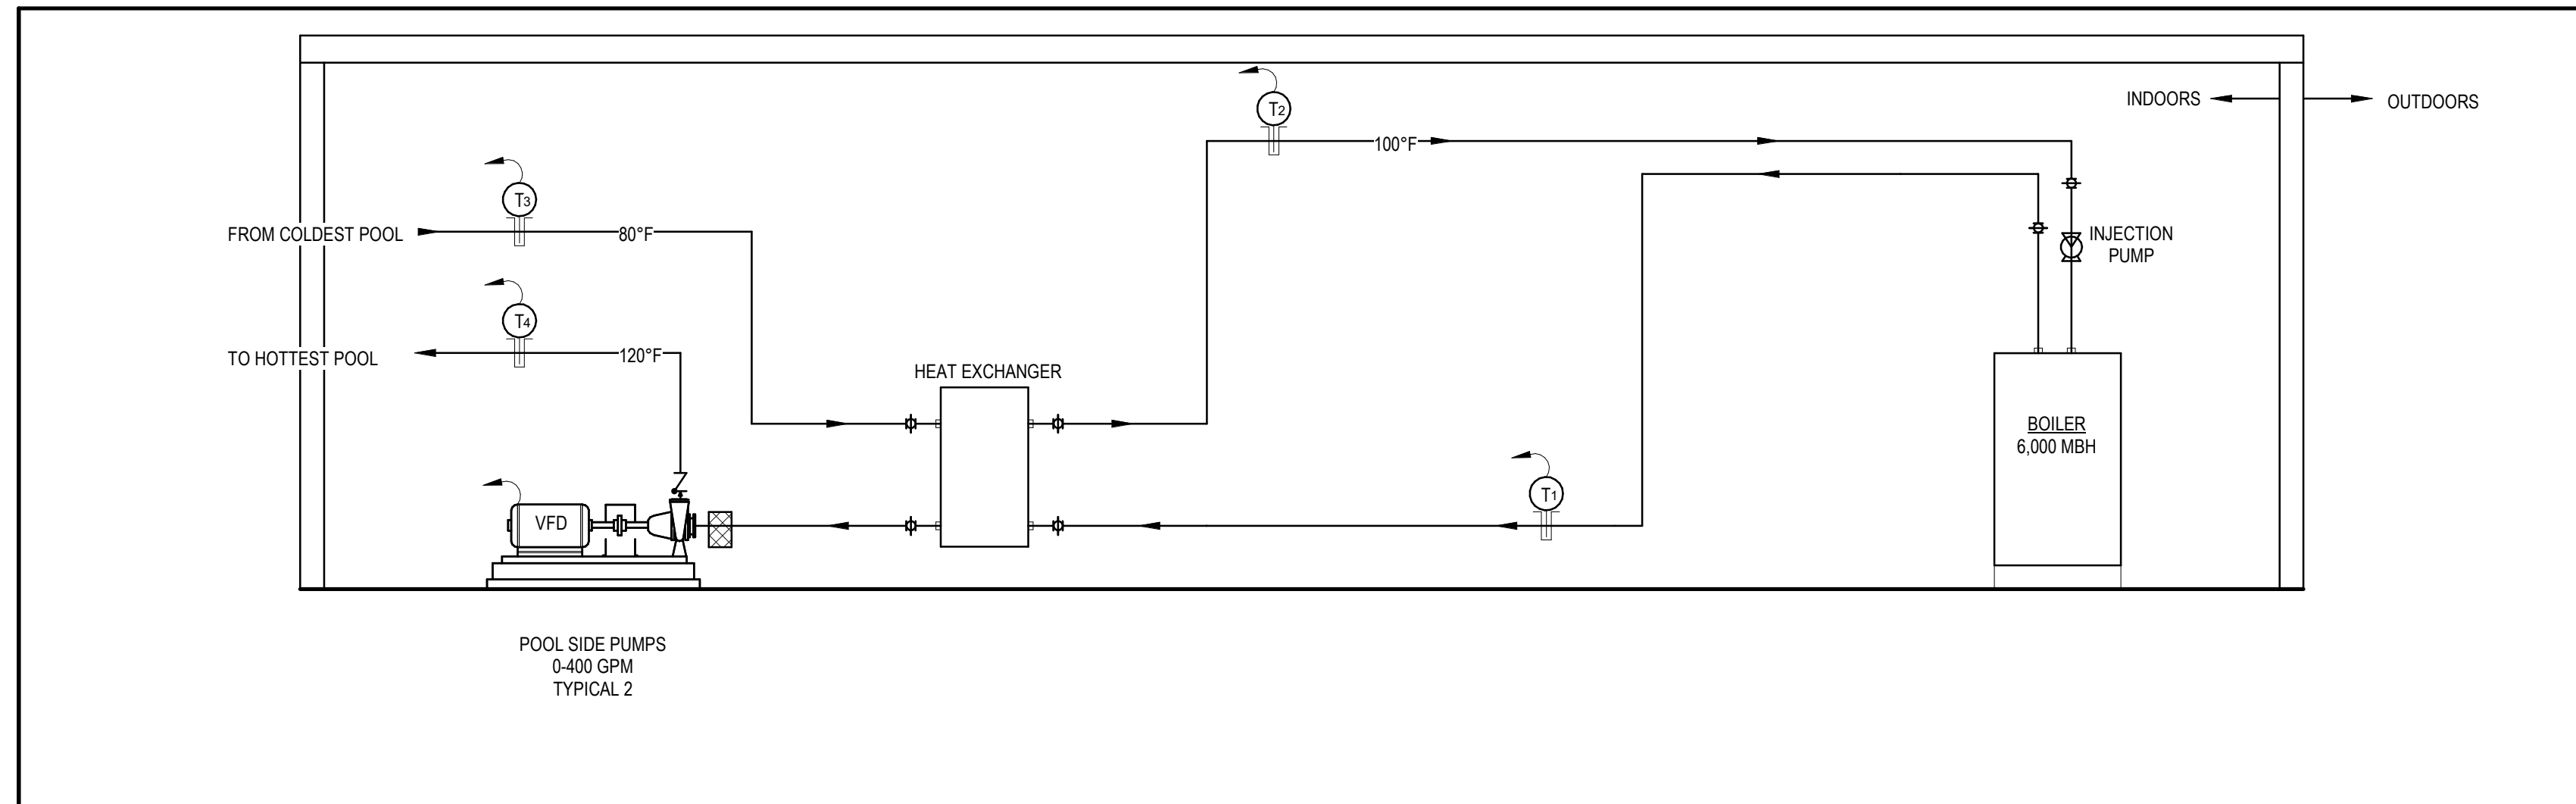 T2
INDOORS
OUTDOORS
100°F
T3
FROM COLDEST POOL
80°F
INJECTION
PUMP
T4
TO HOTTEST POOL
120°F
HEAT EXCHANGER
BOILER
6,000 MBH
T1
VFD
POOL SIDE PUMPS
0-400 GPM
TYPICAL 2